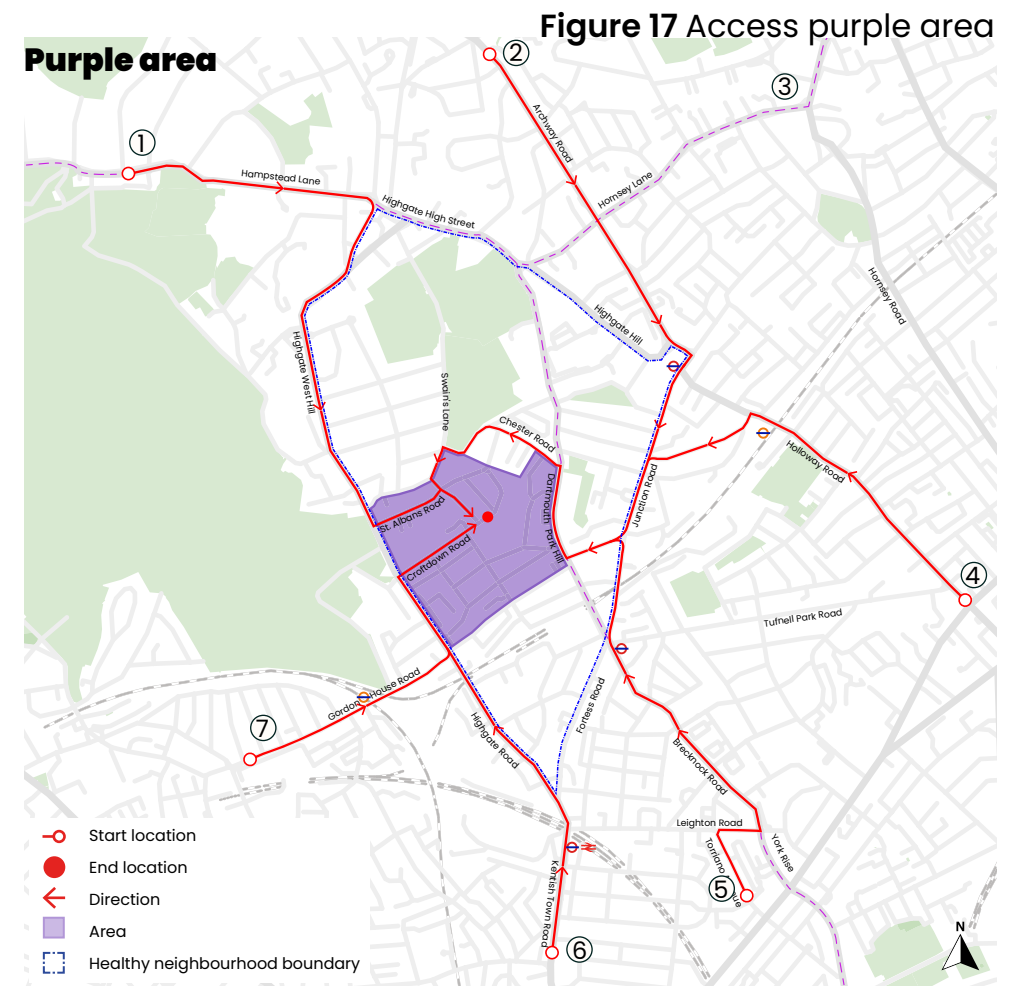 Figure 17 Access purple area
Purple area
2
3
1
Archway Road
Hampstead Lane
Hornsey Lane
Highgate High Street
Hornsey Road
Highgate Hill
Highgate West Hill
Swain's Lane
Chester Road
Holloway Road
Junction Road
Dartmouth Park Hill
St. Albans Road
Croftdown Road
4
Tufnell Park Road
Fortess Road
Gordon House Road
7
Highgate Road
Brecknock Road
Leighton Road
York Rise
Torriano Avenue
5
Kentish Town Road
6
Start location
End location
Direction
Area
Healthy neighbourhood boundary
N